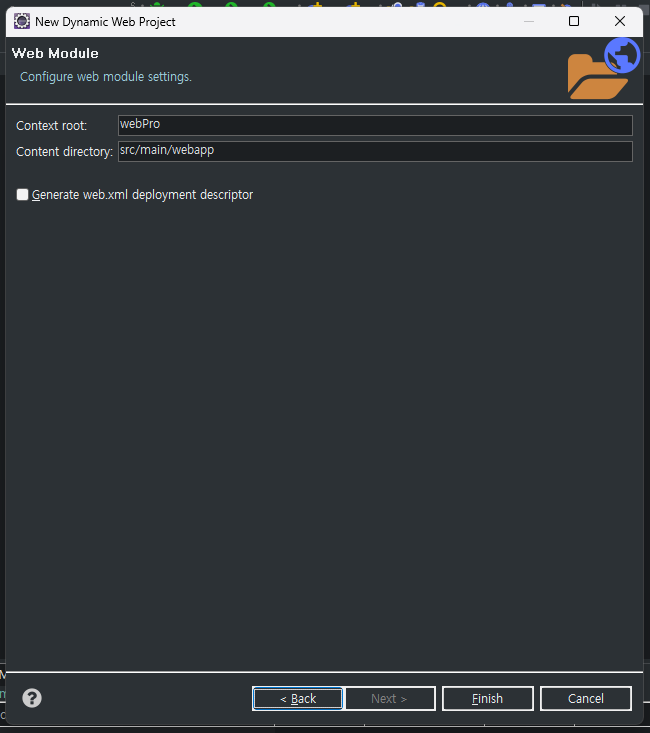 New Dynamic Web Project
Web Module
Configure web module settings.
Context root: webPro
Content directory: src/main/webapp
Generate web.xml deployment descriptor
< Back Next > Finish Cancel